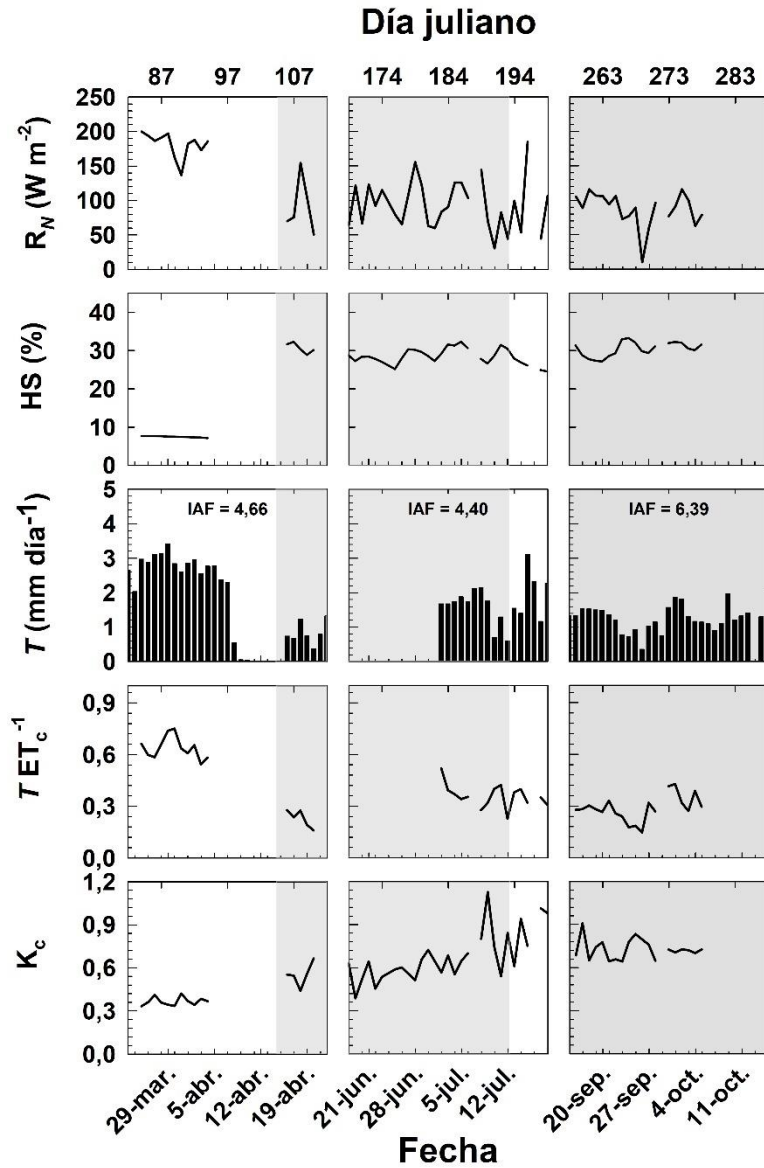 Día juliano
87 97 107 174 184 194 263 273 283
R_N (W m⁻²)
250
200
150
100
50
0
HS (%)
40
30
20
10
0
T (mm día⁻¹)
5
4
3
2
1
0
IAF = 4,66 IAF = 4,40 IAF = 6,39
T ET_c⁻¹
0,9
0,6
0,3
0,0
K_c
1,2
0,9
0,6
0,3
0,0
29-mar. 5-abr. 12-abr. 19-abr. 21-jun. 28-jun. 5-jul. 12-jul. 20-sep. 27-sep. 4-oct. 11-oct.
Fecha